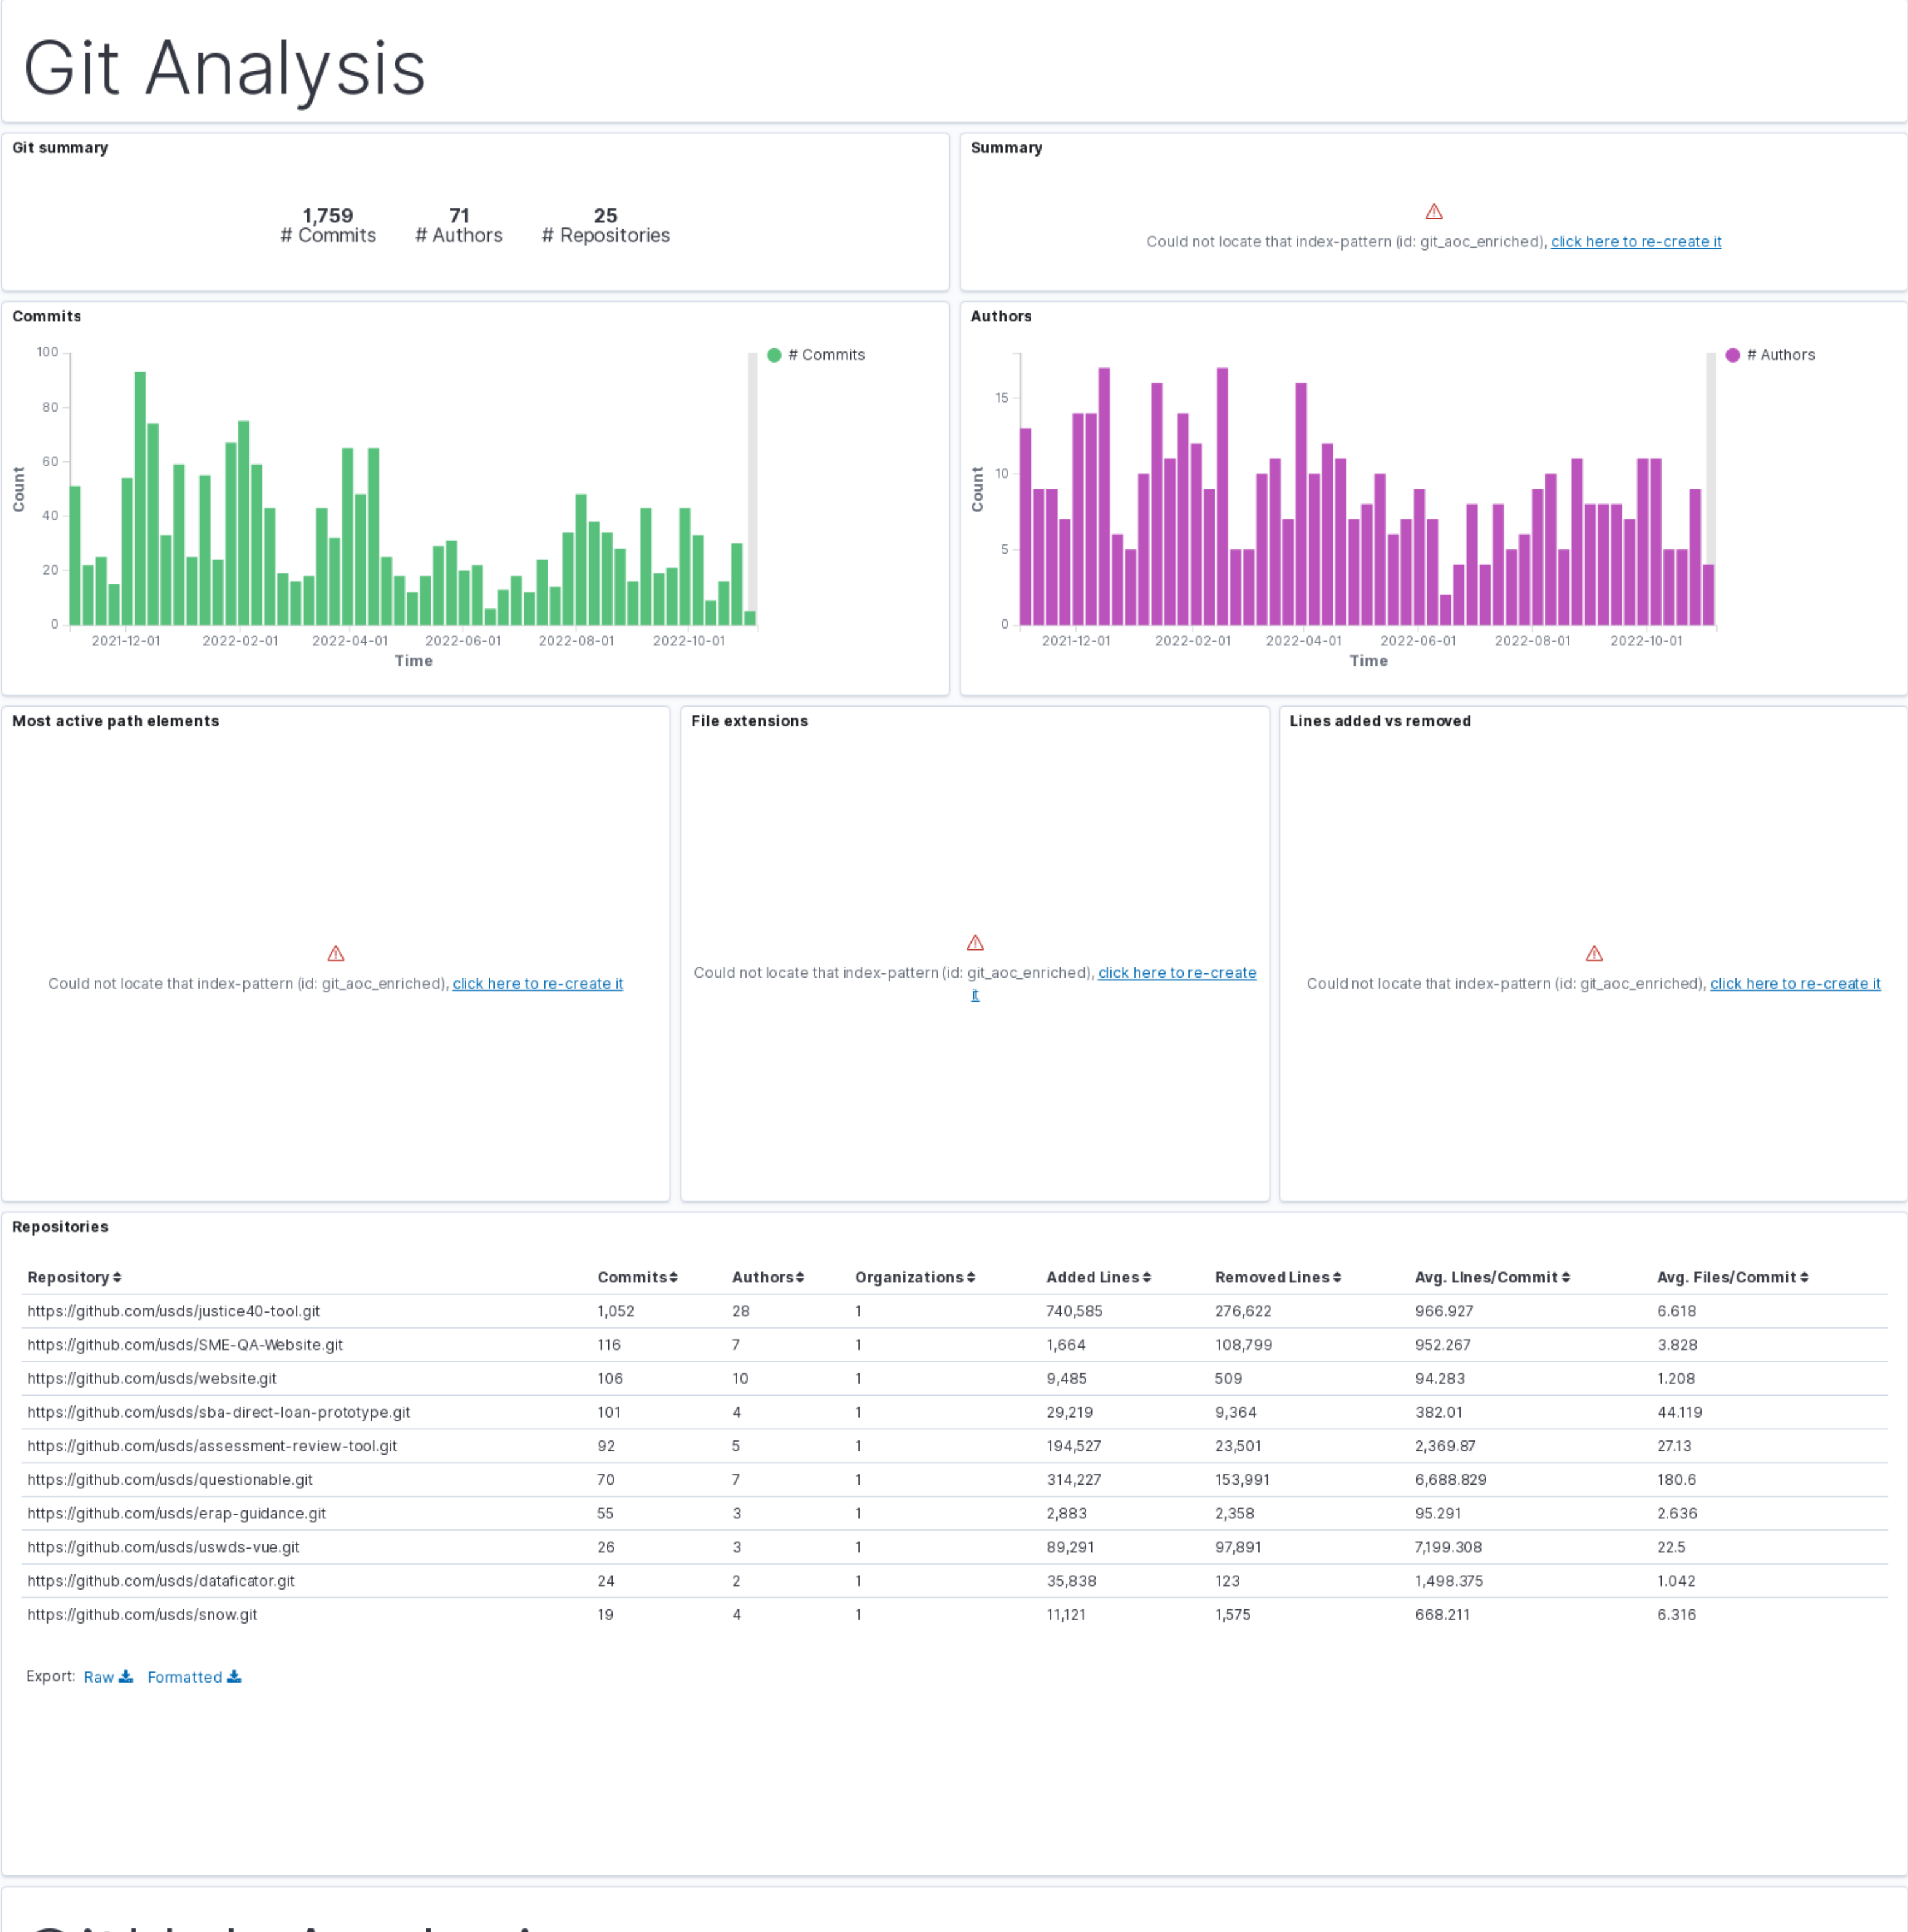 Git Analysis
Git summary
1,759 71 25
# Commits # Authors # Repositories
Summary
Could not locate that index-pattern (id: git_aoc_enriched), click here to re-create it
Commits
100
80
60
40
20
0
Count
2021-12-01 2022-02-01 2022-04-01 2022-06-01 2022-08-01 2022-10-01
Time
# Commits
Authors
15
10
5
0
Count
2021-12-01 2022-02-01 2022-04-01 2022-06-01 2022-08-01 2022-10-01
Time
# Authors
Most active path elements
Could not locate that index-pattern (id: git_aoc_enriched), click here to re-create it
File extensions
Could not locate that index-pattern (id: git_aoc_enriched), click here to re-create
it
Lines added vs removed
Could not locate that index-pattern (id: git_aoc_enriched), click here to re-create it
Repositories
Repository Commits Authors Organizations Added Lines Removed Lines Avg. LInes/Commit Avg. Files/Commit
https://github.com/usds/justice40-tool.git 1,052 28 1 740,585 276,622 966.927 6.618
https://github.com/usds/SME-QA-Website.git 116 7 1 1,664 108,799 952.267 3.828
https://github.com/usds/website.git 106 10 1 9,485 509 94.283 1.208
https://github.com/usds/sba-direct-loan-prototype.git 101 4 1 29,219 9,364 382.01 44.119
https://github.com/usds/assessment-review-tool.git 92 5 1 194,527 23,501 2,369.87 27.13
https://github.com/usds/questionable.git 70 7 1 314,227 153,991 6,688.829 180.6
https://github.com/usds/erap-guidance.git 55 3 1 2,883 2,358 95.291 2.636
https://github.com/usds/uswds-vue.git 26 3 1 89,291 97,891 7,199.308 22.5
https://github.com/usds/dataficator.git 24 2 1 35,838 123 1,498.375 1.042
https://github.com/usds/snow.git 19 4 1 11,121 1,575 668.211 6.316
Export: Raw Formatted